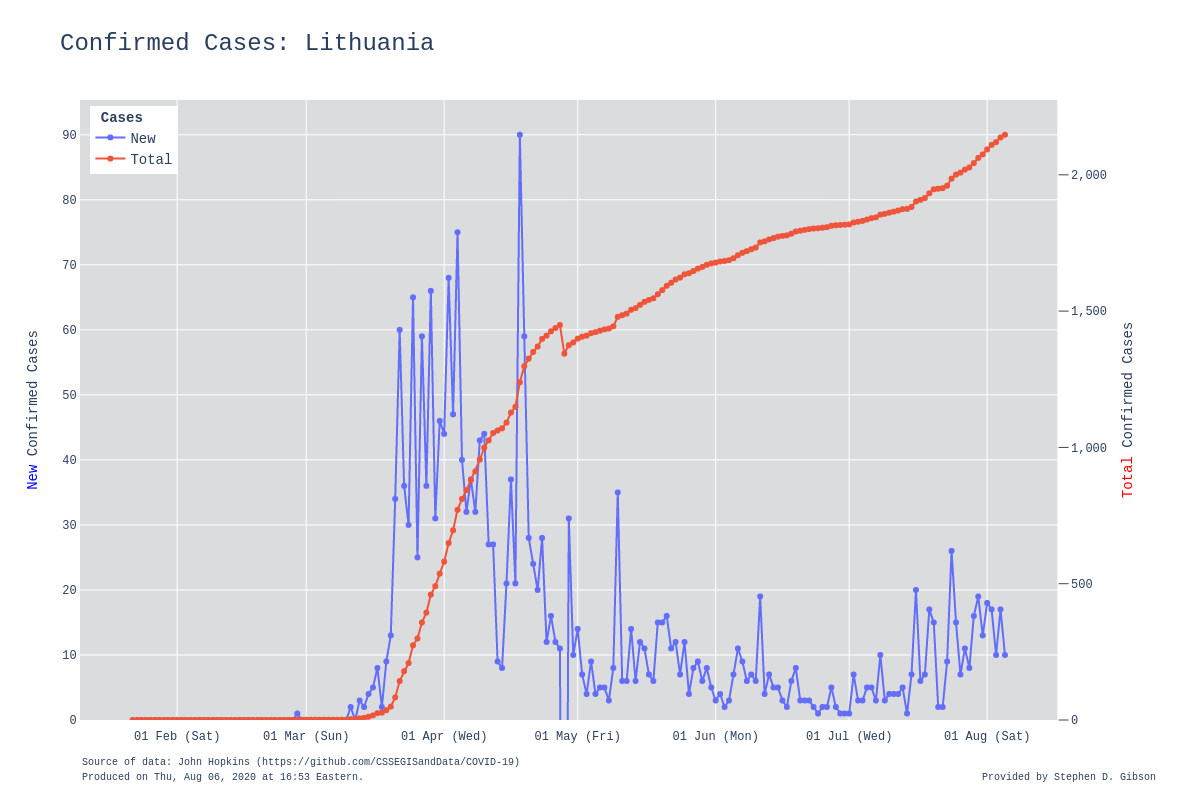 Confirmed Cases: Lithuania
Cases
New
Total
90
80
70
60
50
40
30
20
10
0
New Confirmed Cases
2,000
1,500
1,000
500
0
Total Confirmed Cases
01 Feb (Sat) 01 Mar (Sun) 01 Apr (Wed) 01 May (Fri) 01 Jun (Mon) 01 Jul (Wed) 01 Aug (Sat)
Source of data: John Hopkins (https://github.com/CSSEGISandData/COVID-19)
Produced on Thu, Aug 06, 2020 at 16:53 Eastern.
Provided by Stephen D. Gibson